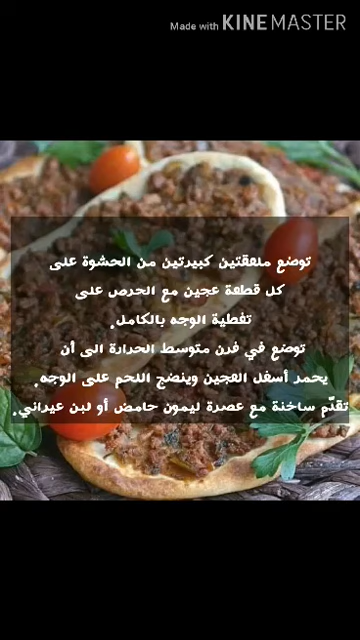 Made with KINEMASTER
توضع ملعقتين كبيرتين من الحشوة على
كل قطعة عجين مع الحرص على
تغطية الوجه بالكامل.
توضع في فرن متوسط الحرارة الى أن
يحمر أسفل العجين وينضج اللحم على الوجه.
تقدّم ساخنة مع عصرة ليمون حامض أو لبن عيراني.